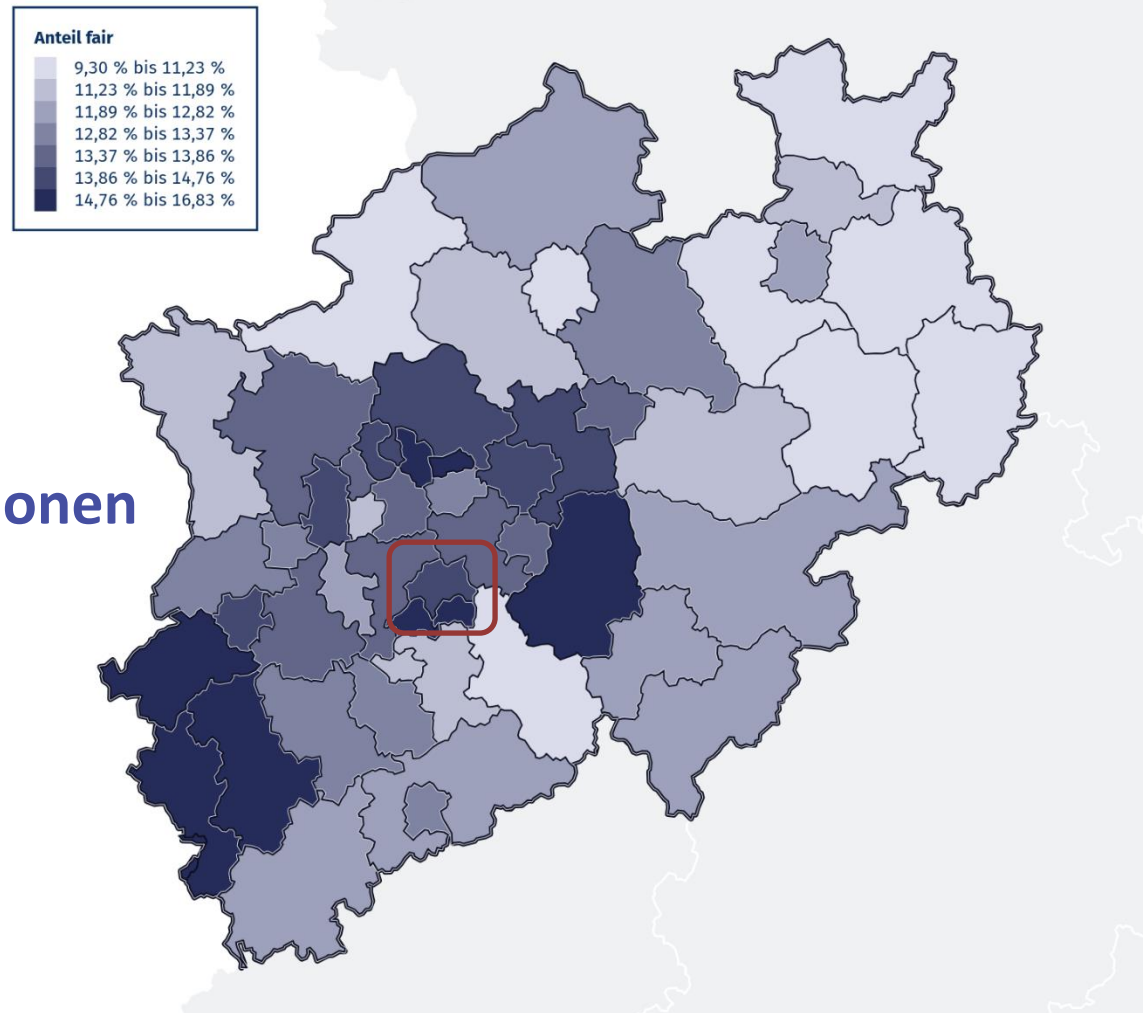 Anteil fair
9,30 % bis 11,23 %
11,23 % bis 11,89 %
11,89 % bis 12,82 %
12,82 % bis 13,37 %
13,37 % bis 13,86 %
13,86 % bis 14,76 %
14,76 % bis 16,83 %
onen